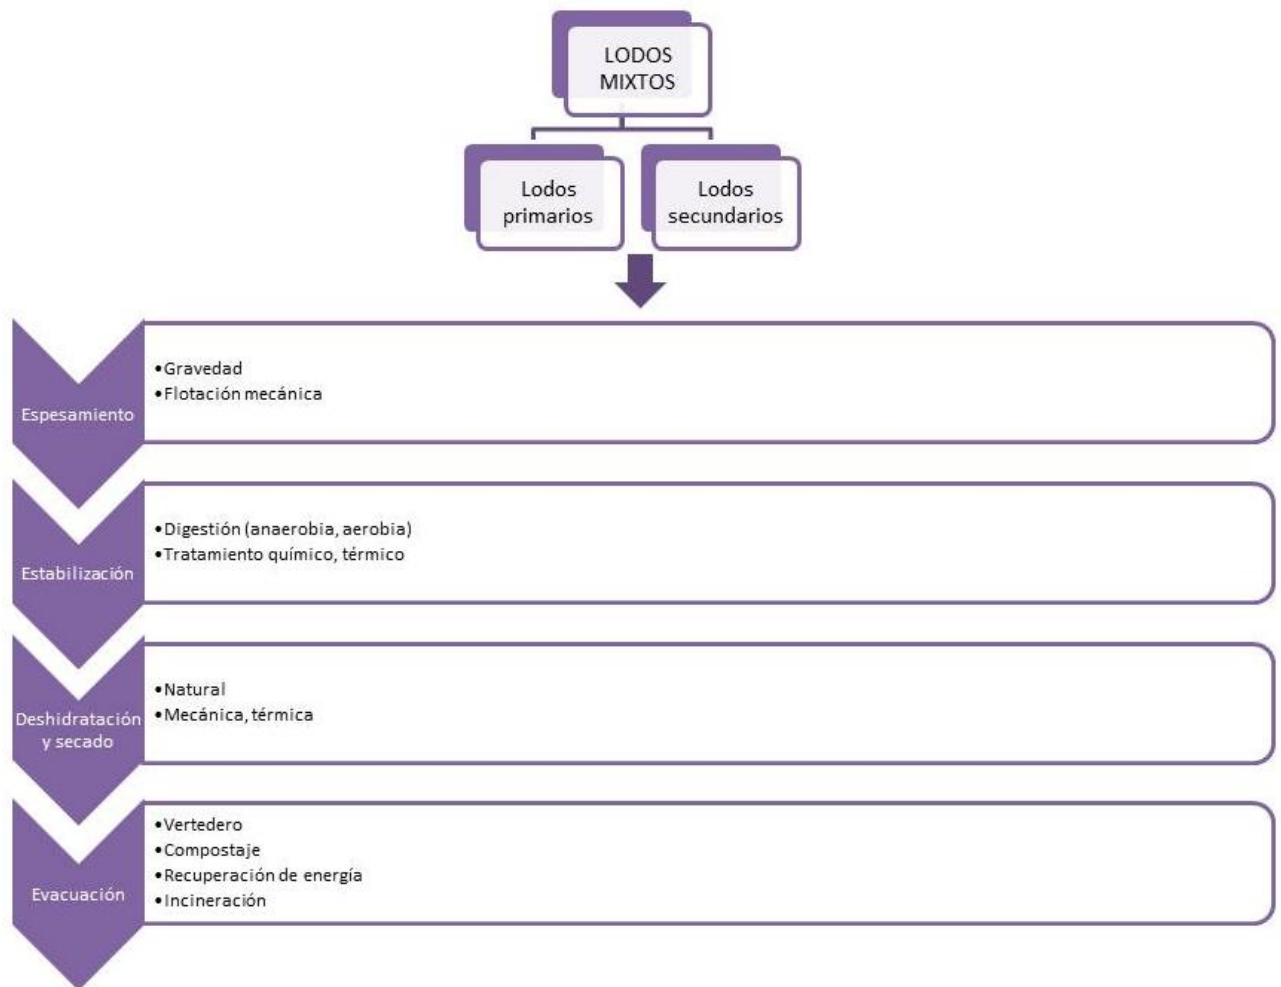 LODOS
MIXTOS
Lodos
primarios
Lodos
secundarios
Espesamiento
•Gravedad
•Flotación mecánica
Estabilización
•Digestión (anaerobia, aerobia)
•Tratamiento químico, térmico
Deshidratación
y secado
•Natural
•Mecánica, térmica
Evacuación
•Vertedero
•Compostaje
•Recuperación de energía
•Incineración